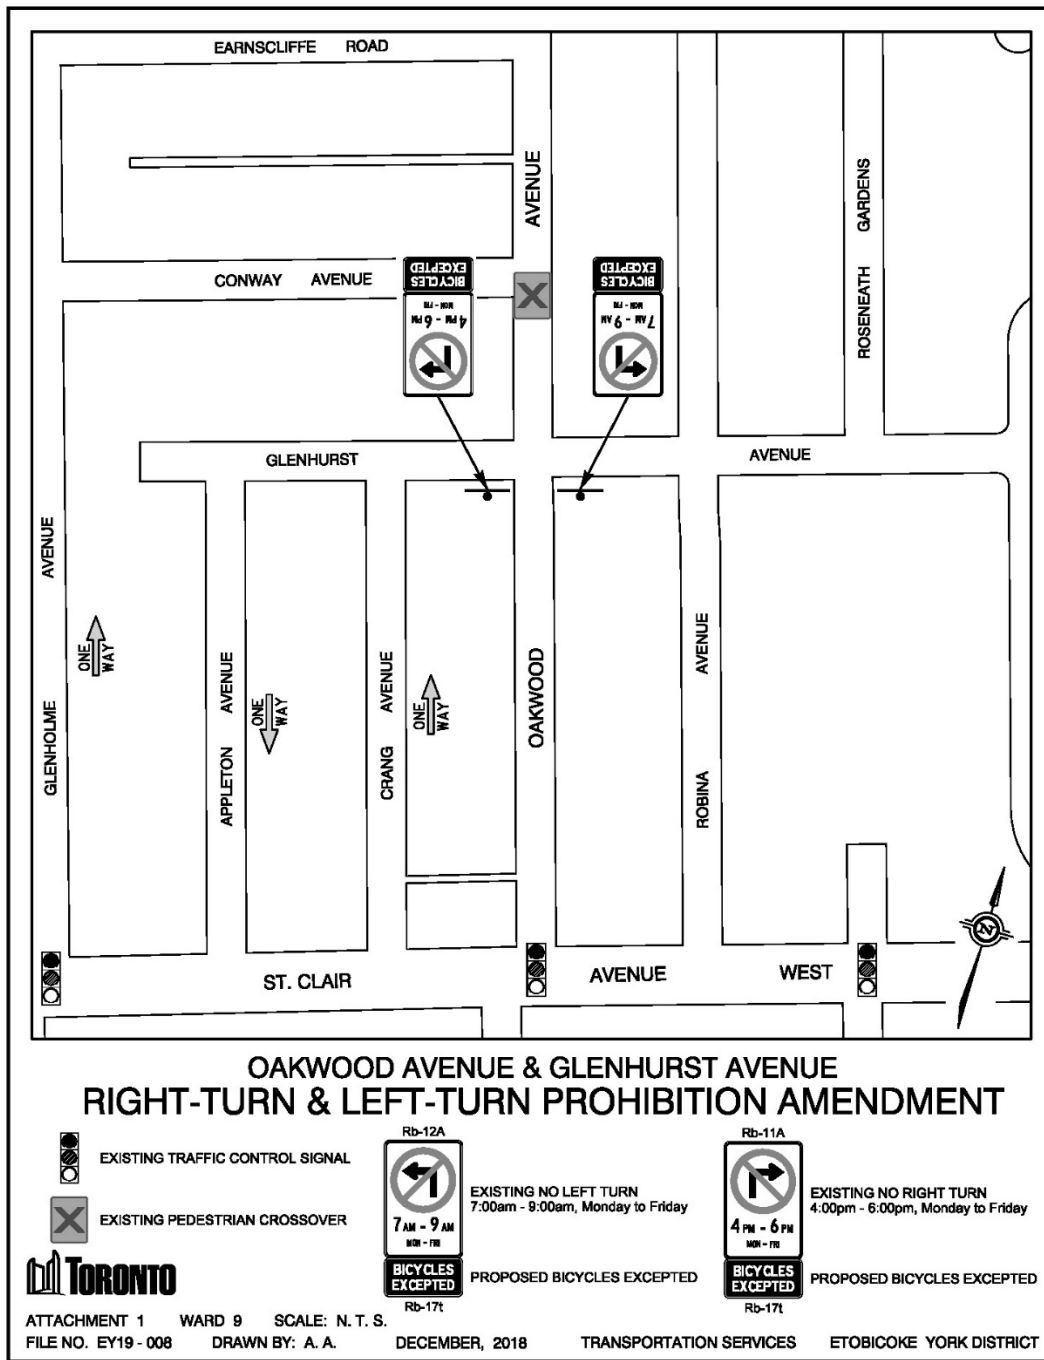 EARNSCLIFFE ROAD
AVENUE
GARDENS
ROSENEATH
CONWAY AVENUE
BICYCLES
EXCEPTED
MON - FRI
4 PM - 6 PM
BICYCLES
EXCEPTED
MON - FRI
7 AM - 9 AM
GLENHURST AVENUE
AVENUE
GLENHOLME
ONE
WAY
AVENUE
APPLETON
ONE
WAY
AVENUE
CRANG
ONE
WAY
OAKWOOD
AVENUE
ROBINA
N
ST. CLAIR AVENUE WEST
OAKWOOD AVENUE & GLENHURST AVENUE
RIGHT-TURN & LEFT-TURN PROHIBITION AMENDMENT
EXISTING TRAFFIC CONTROL SIGNAL
X
EXISTING PEDESTRIAN CROSSOVER
Rb-12A
7 AM - 9 AM
MON - FRI
BICYCLES
EXCEPTED
Rb-17t
EXISTING NO LEFT TURN
7:00am - 9:00am, Monday to Friday
PROPOSED BICYCLES EXCEPTED
Rb-11A
4 PM - 6 PM
MON - FRI
BICYCLES
EXCEPTED
Rb-17t
EXISTING NO RIGHT TURN
4:00pm - 6:00pm, Monday to Friday
PROPOSED BICYCLES EXCEPTED
TORONTO
ATTACHMENT 1 WARD 9 SCALE: N. T. S.
FILE NO. EY19 - 008 DRAWN BY: A. A. DECEMBER, 2018 TRANSPORTATION SERVICES ETOBICOKE YORK DISTRICT